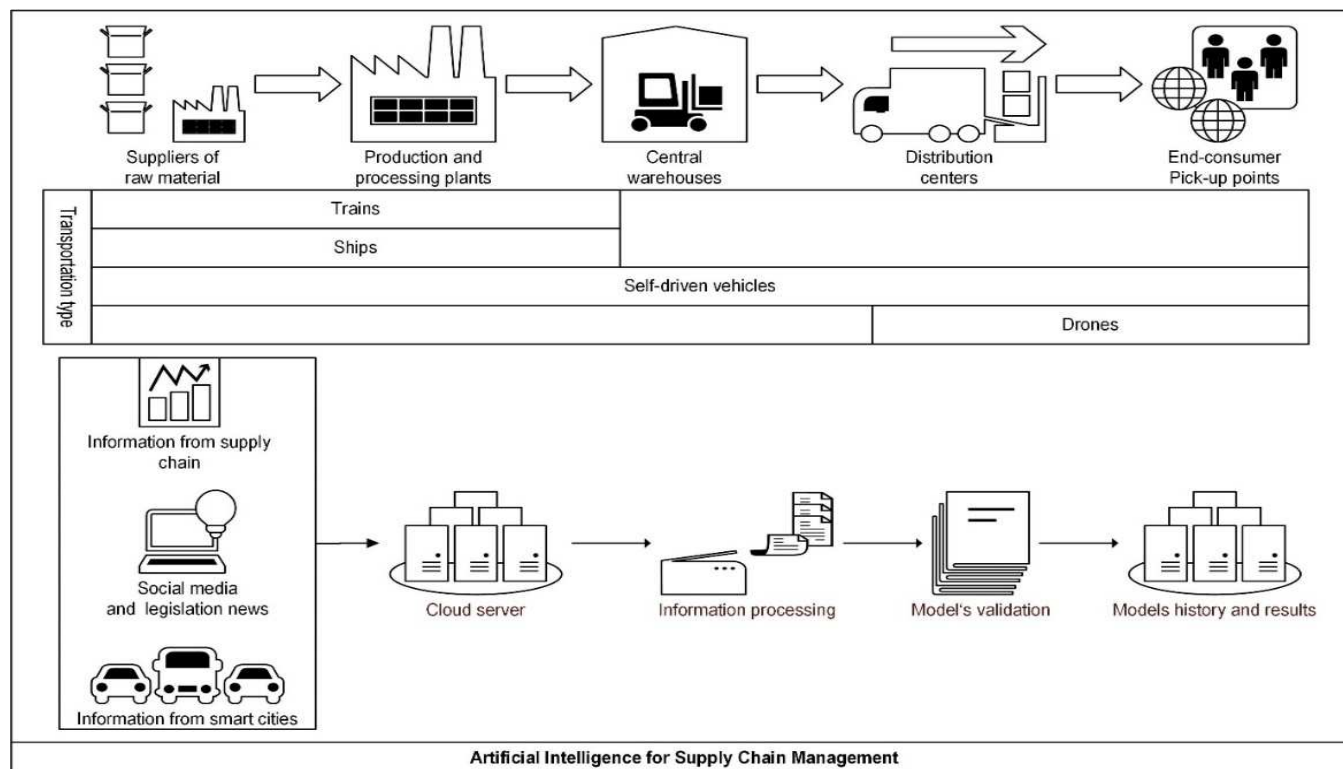 Suppliers of
raw material
Production and
processing plants
Central
warehouses
Distribution
centers
End-consumer
Pick-up points
Transportation type
Trains
Ships
Self-driven vehicles
Drones
Information from supply
chain
Social media
and legislation news
Information from smart cities
Cloud server
Information processing
Model‘s validation
Models history and results
Artificial Intelligence for Supply Chain Management